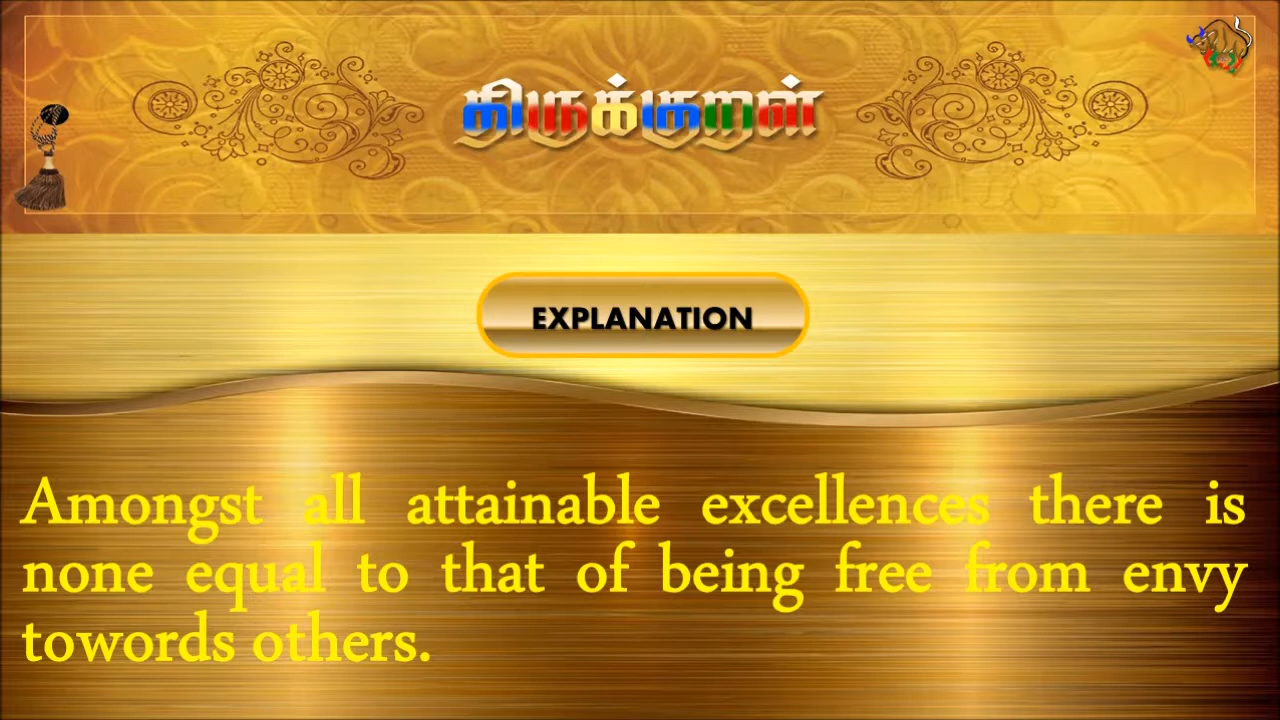 திருக்குறள்
EXPLANATION
Amongst all attainable excellences there is
none equal to that of being free from envy
towords others.